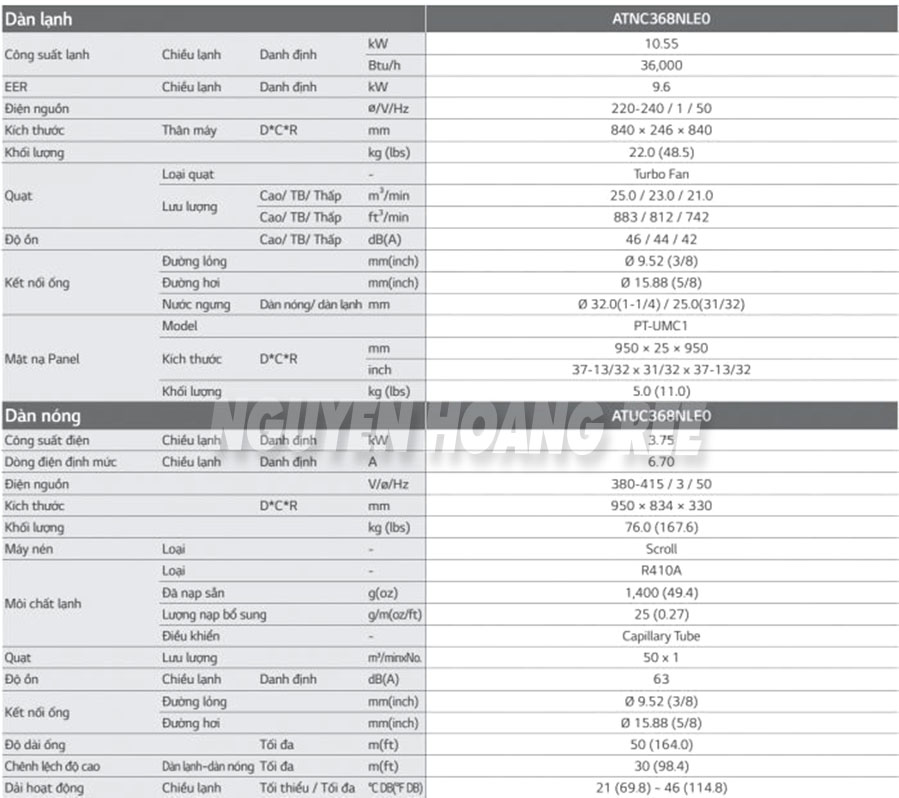 Dàn lạnh ATNC368NLE0
Công suất lạnh Chiều lạnh Danh định kW 10.55
Btu/h 36,000
EER Chiều lạnh Danh định kW 9.6
Điện nguồn ø/V/Hz 220-240 / 1 / 50
Kích thước Thân máy D*C*R mm 840 × 246 × 840
Khối lượng kg (lbs) 22.0 (48.5)
Quạt Loại quạt - Turbo Fan
Lưu lượng Cao/ TB/ Thấp m³/min 25.0 / 23.0 / 21.0
Cao/ TB/ Thấp ft³/min 883 / 812 / 742
Độ ồn Cao/ TB/ Thấp dB(A) 46 / 44 / 42
Kết nối ống Đường lỏng mm(inch) Ø 9.52 (3/8)
Đường hơi mm(inch) Ø 15.88 (5/8)
Nước ngưng Dàn nóng/ dàn lạnh mm Ø 32.0(1-1/4) / 25.0(31/32)
Mặt nạ Panel Model PT-UMC1
Kích thước D*C*R mm 950 × 25 × 950
inch 37-13/32 x 31/32 x 37-13/32
Khối lượng kg (lbs) 5.0 (11.0)
Dàn nóng ATUC368NLE0
NGUYEN HOANG RTE
Công suất điện Chiều lạnh Danh định kW 3.75
Dòng điện định mức Chiều lạnh Danh định A 6.70
Điện nguồn V/ø/Hz 380-415 / 3 / 50
Kích thước D*C*R mm 950 × 834 × 330
Khối lượng kg (lbs) 76.0 (167.6)
Máy nén Loại - Scroll
Môi chất lạnh Loại - R410A
Đã nạp sẵn g(oz) 1,400 (49.4)
Lượng nạp bổ sung g/m(oz/ft) 25 (0.27)
Điều khiển - Capillary Tube
Quạt Lưu lượng m³/minxNo. 50 x 1
Độ ồn Chiều lạnh Danh định dB(A) 63
Kết nối ống Đường lỏng mm(inch) Ø 9.52 (3/8)
Đường hơi mm(inch) Ø 15.88 (5/8)
Độ dài ống Tối đa m(ft) 50 (164.0)
Chênh lệch độ cao Dàn lạnh-dàn nóng Tối đa m(ft) 30 (98.4)
Dải hoạt động Chiều lạnh Tối thiểu / Tối đa °C DB(°F DB) 21 (69.8) ~ 46 (114.8)